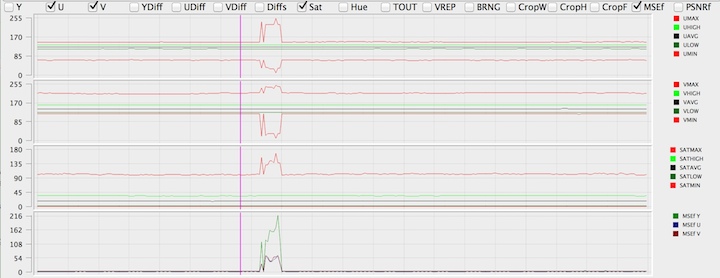 Y U V YDiff UDiff VDiff Diffs Sat Hue TOUT VREP BRNG CropW CropH CropF MSEf PSNRf
255
170
85
0
UMAX
UHIGH
UAVG
ULOW
UMIN
255
170
85
0
VMAX
VHIGH
VAVG
VLOW
VMIN
180
135
90
45
0
SATMAX
SATHIGH
SATAVG
SATLOW
SATMIN
216
162
108
54
0
MSEf Y
MSEf U
MSEf V